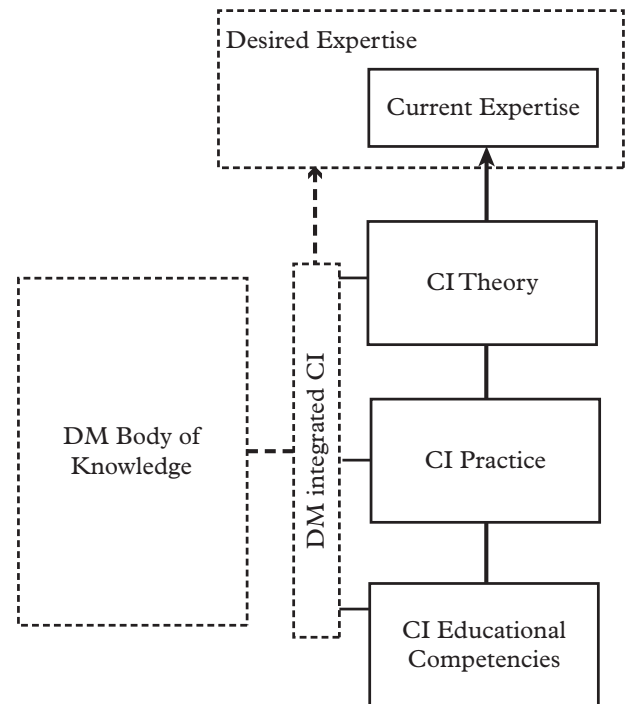 Desired Expertise
Current Expertise
CI Theory
DM Body of
Knowledge
DM integrated CI
CI Practice
CI Educational
Competencies